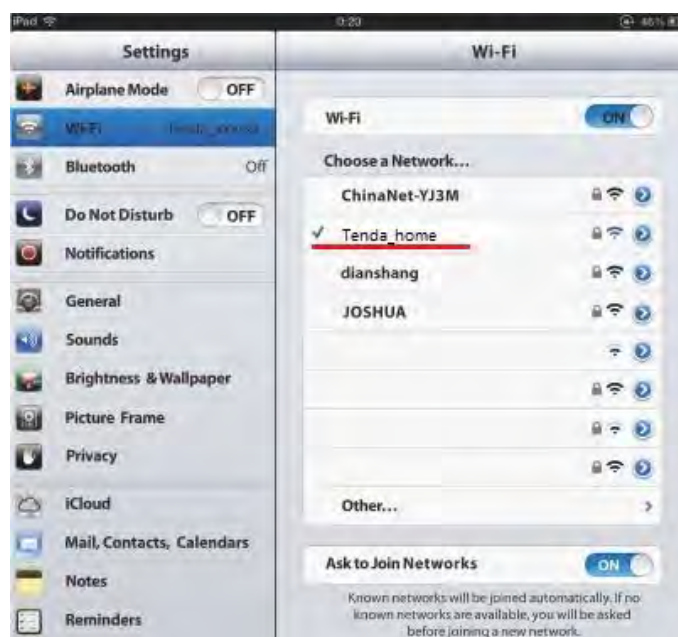 iPad 0:20 46%
Settings
Airplane Mode OFF
Wi-Fi
Bluetooth Off
Do Not Disturb OFF
Notifications
General
Sounds
Brightness & Wallpaper
Picture Frame
Privacy
iCloud
Mail, Contacts, Calendars
Notes
Reminders
Wi-Fi
Wi-Fi ON
Choose a Network...
ChinaNet-YJ3M
Tenda_home
dianshang
JOSHUA
Other...
Ask to Join Networks ON
Known networks will be joined automatically. If no
known networks are available, you will be asked
before joining a new network.